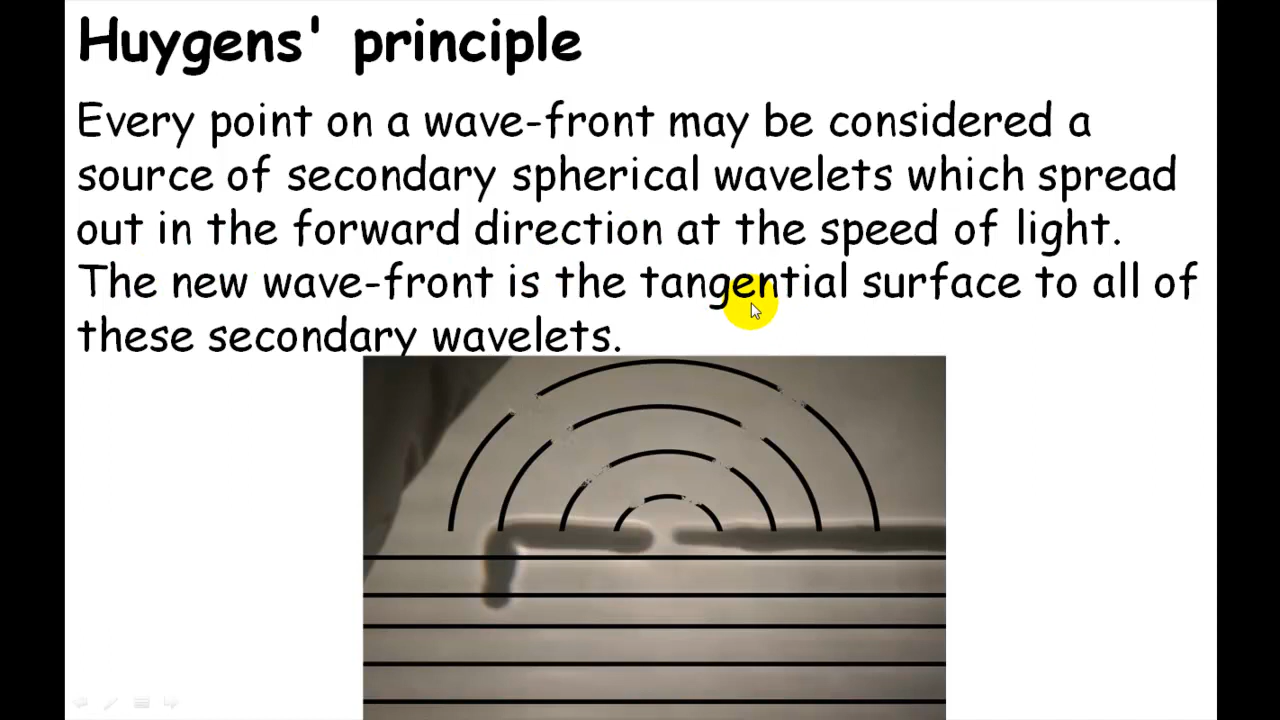 Huygens' principle
Every point on a wave-front may be considered a
source of secondary spherical wavelets which spread
out in the forward direction at the speed of light.
The new wave-front is the tangential surface to all of
these secondary wavelets.